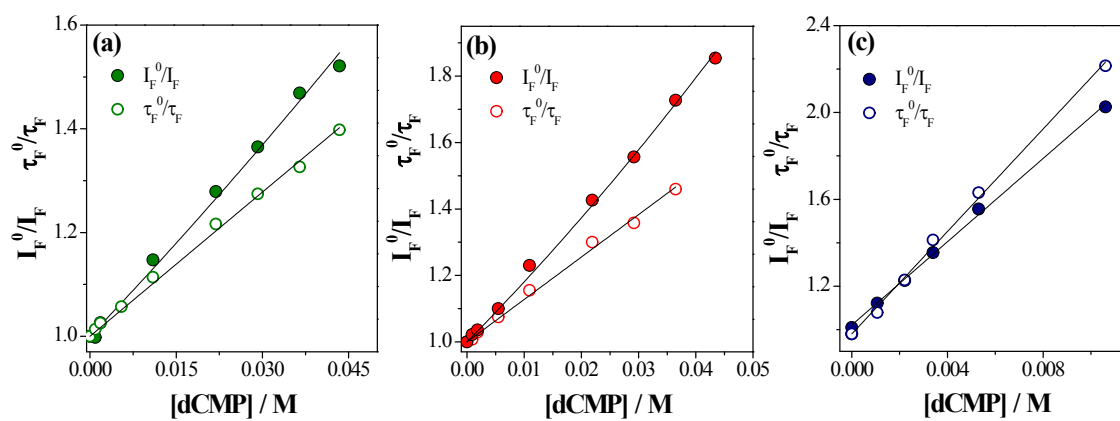 (a)
I_F^0/I_F
τ_F^0/τ_F
1.6
1.4
1.2
1.0
0.000 0.015 0.030 0.045
[dCMP] / M
I_F^0/I_F τ_F^0/τ_F
(b)
I_F^0/I_F
τ_F^0/τ_F
1.8
1.6
1.4
1.2
1.0
0.00 0.01 0.02 0.03 0.04 0.05
[dCMP] / M
I_F^0/I_F τ_F^0/τ_F
(c)
I_F^0/I_F
τ_F^0/τ_F
2.4
2.0
1.6
1.2
0.000 0.004 0.008
[dCMP] / M
I_F^0/I_F τ_F^0/τ_F